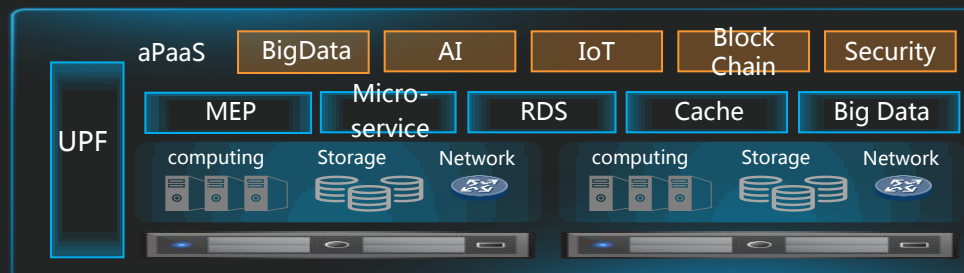 aPaaS
BigData
AI
IoT
Block
Chain
Security
UPF
MEP
Micro-
service
RDS
Cache
Big Data
computing
Storage
Network
computing
Storage
Network